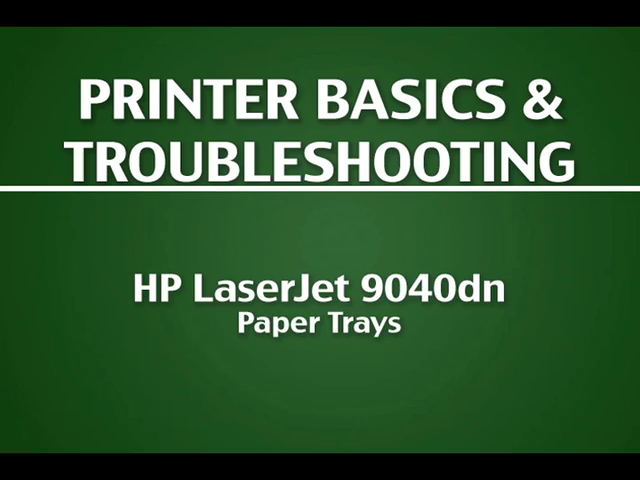 PRINTER BASICS &
TROUBLESHOOTING
HP LaserJet 9040dn
Paper Trays